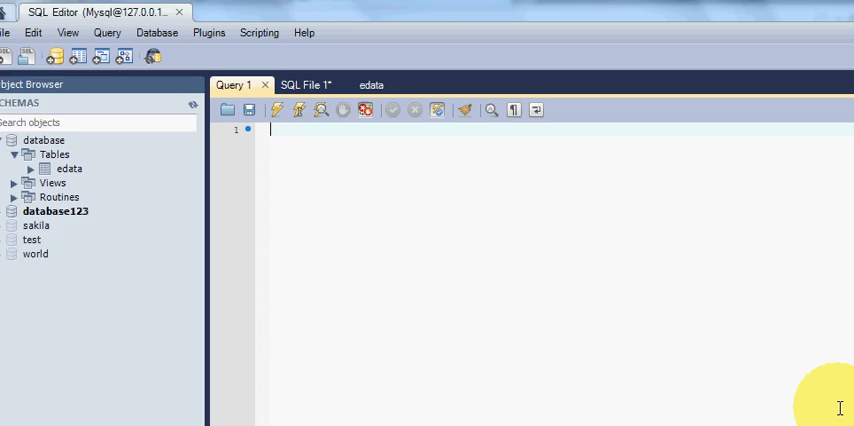 SQL Editor (Mysql@127.0.0.1...
ile Edit View Query Database Plugins Scripting Help
bject Browser
Query 1 SQL File 1* edata
CHEMAS
Search objects
1
database
Tables
edata
Views
Routines
database123
sakila
test
world